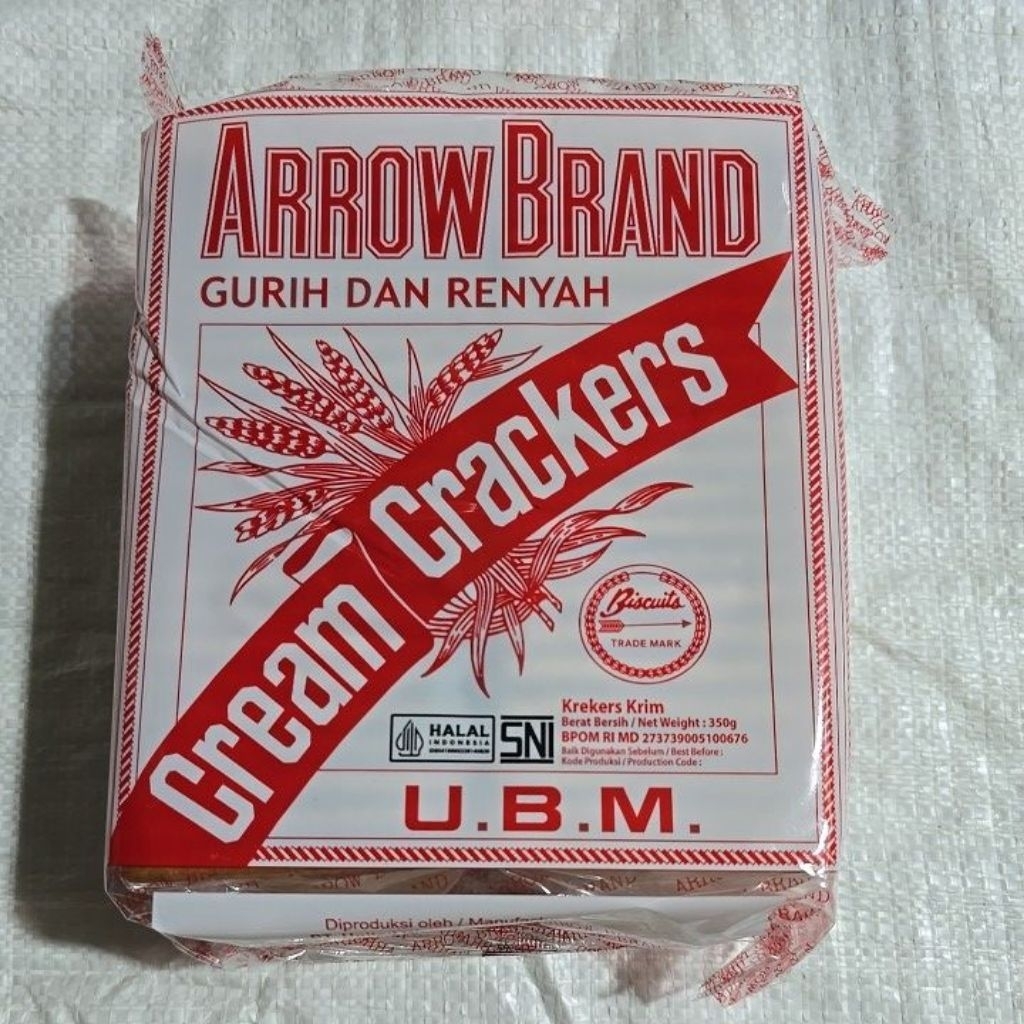 ARROW BRAND
GURIH DAN RENYAH
Cream Crackers
Biscuits
TRADE MARK
HALAL
INDONESIA
SNI
Krekers Krim
Berat Bersih / Net Weight : 350g
BPOM RI MD 273739005100676
Baik Digunakan Sebelum / Best Before :
Kode Produksi / Production Code :
U.B.M.
Diproduksi oleh /